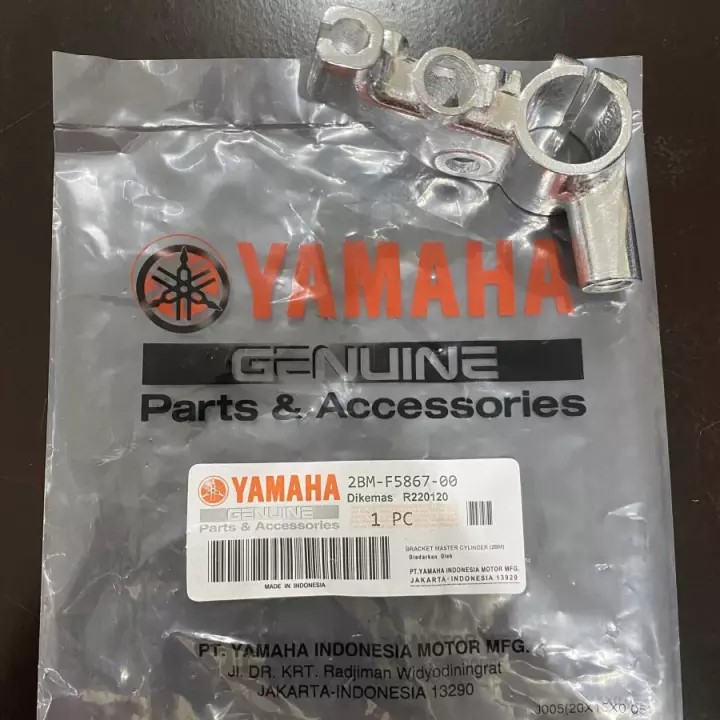 YAMAHA
GENUINE
Parts & Accessories
YAMAHA 2BM-F5867-00
GENUINE Dikemas R220120
Parts & Accessories 1 PC
BRACKET MASTER CYLINDER (2BM)
Diedarkan Oleh
PT.YAMAHA INDONESIA MOTOR MFG.
JAKARTA-INDONESIA 13920
MADE IN INDONESIA
PT. YAMAHA INDONESIA MOTOR MFG.
Jl. DR. KRT. Radjiman Widyodiningrat
JAKARTA-INDONESIA 13290